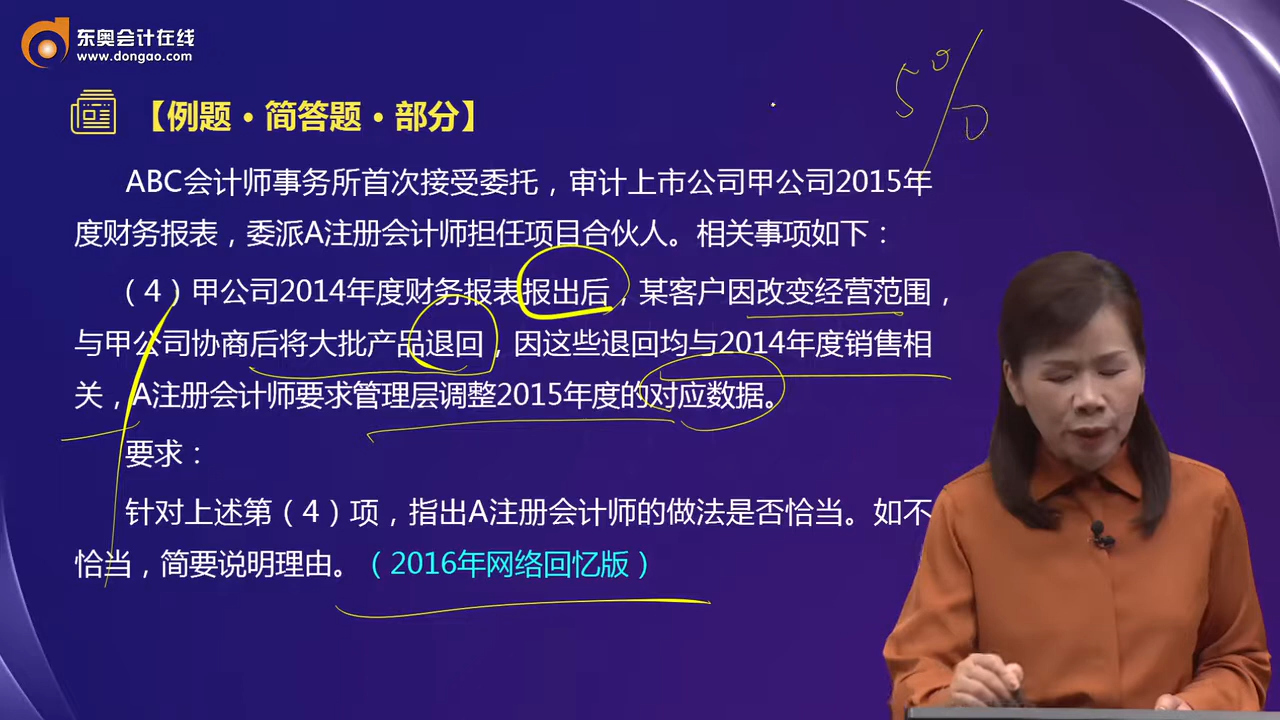 东奥会计在线
www.dongao.com
50/D
【例题·简答题·部分】
ABC会计师事务所首次接受委托，审计上市公司甲公司2015年
度财务报表，委派A注册会计师担任项目合伙人。相关事项如下：
（4）甲公司2014年度财务报表报出后，某客户因改变经营范围，
与甲公司协商后将大批产品退回，因这些退回均与2014年度销售相
关，A注册会计师要求管理层调整2015年度的对应数据。
要求：
针对上述第（4）项，指出A注册会计师的做法是否恰当。如不
恰当，简要说明理由。（2016年网络回忆版）